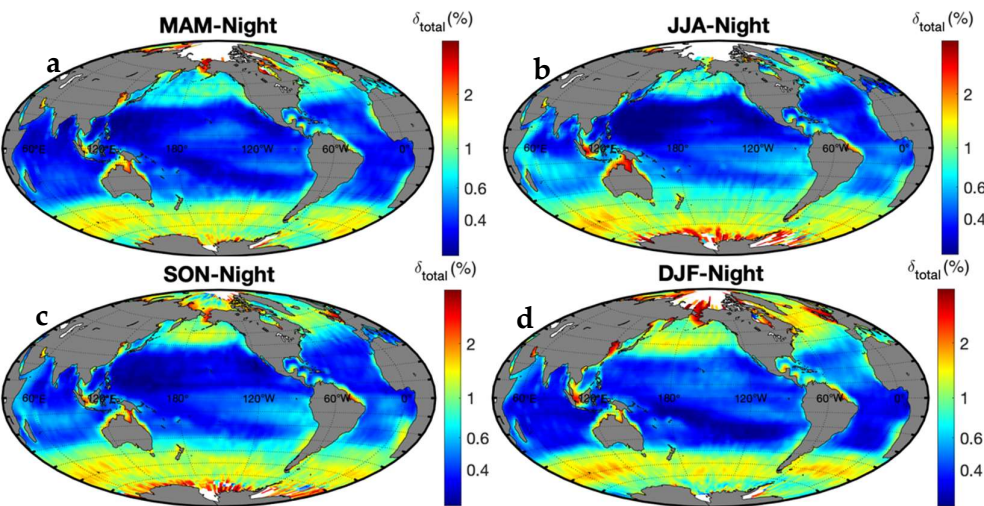 MAM-Night
δtotal(%)
a
2
1
0.6
0.4
60°E
120°E
180°
120°W
60°W
0°
JJA-Night
δtotal(%)
b
2
1
0.6
0.4
60°E
120°E
180°
120°W
60°W
0°
SON-Night
δtotal(%)
c
2
1
0.6
0.4
60°E
120°E
180°
120°W
60°W
0°
DJF-Night
δtotal(%)
d
2
1
0.6
0.4
60°E
120°E
180°
120°W
60°W
0°